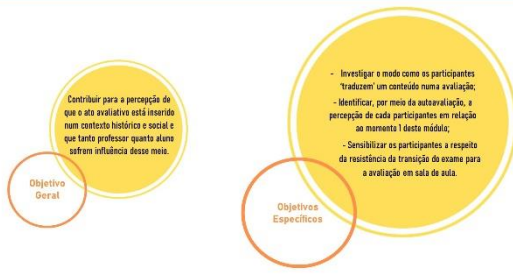 Contribuir para a percepção de
que o ato avaliativo está inserido
num contexto histórico e social e
que tanto professor quanto aluno
sofrem influência desse meio.
Objetivo
Geral
- Investigar o modo como os participantes
'traduzem' um conteúdo numa avaliação;
- Identificar, por meio da autoavaliação, a
percepção de cada participantes em relação
ao momento 1 deste módulo;
- Sensibilizar os participantes a respeito
da resistência da transição do exame para
a avaliação em sala de aula.
Objetivos
Específicos